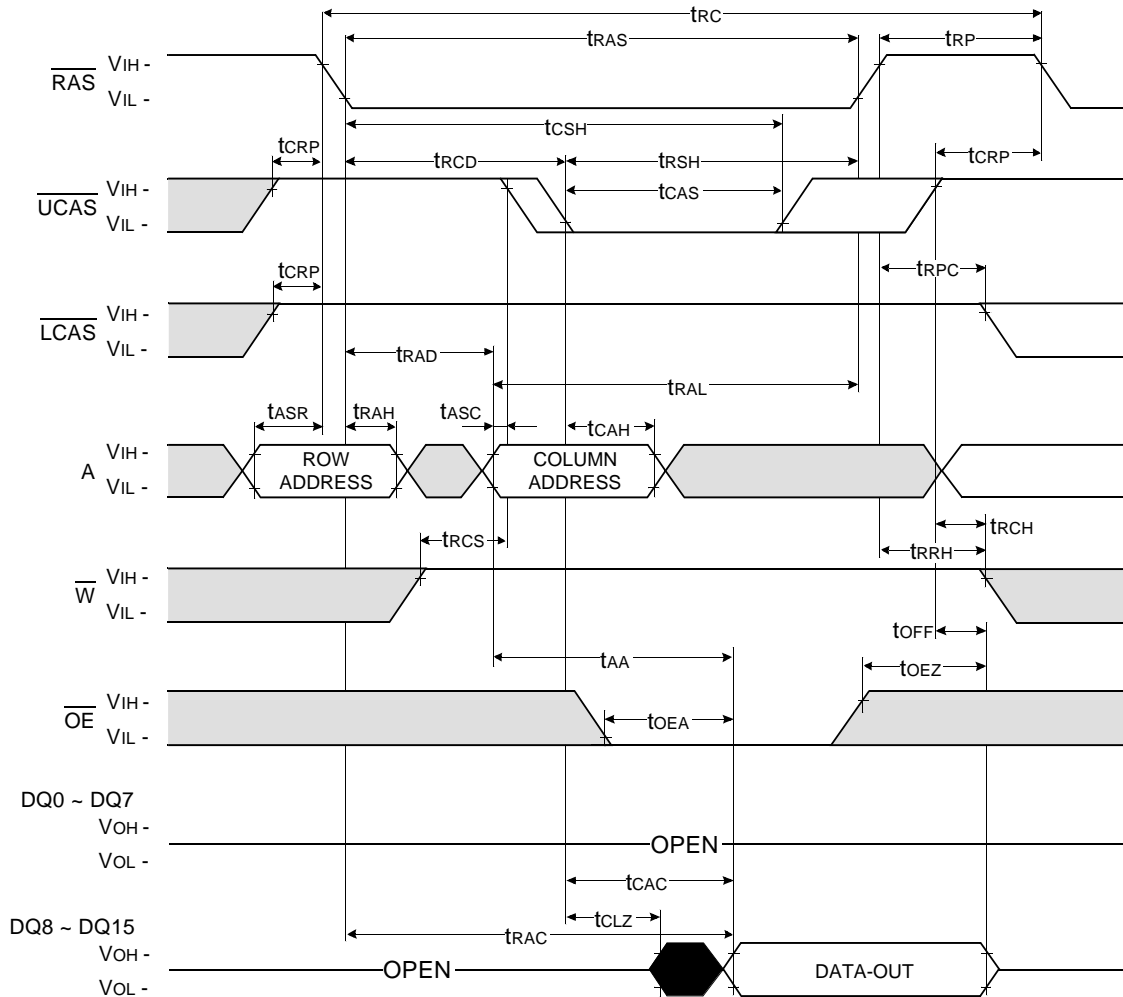 tRC
tRAS
tRP
VIH -
RAS
VIL -
tCSH
tCRP
tRCD
tRSH
tCRP
VIH -
UCAS
VIL -
tCAS
tCRP
tRPC
VIH -
LCAS
VIL -
tRAD
tRAL
tASR
tRAH
tASC
tCAH
VIH -
A
VIL -
ROW
ADDRESS
COLUMN
ADDRESS
tRCS
tRCH
tRRH
VIH -
W
VIL -
tOFF
tAA
tOEZ
VIH -
OE
VIL -
tOEA
DQ0 ~ DQ7
VOH -
VOL -
OPEN
tCAC
tCLZ
tRAC
DQ8 ~ DQ15
VOH -
VOL -
OPEN
DATA-OUT